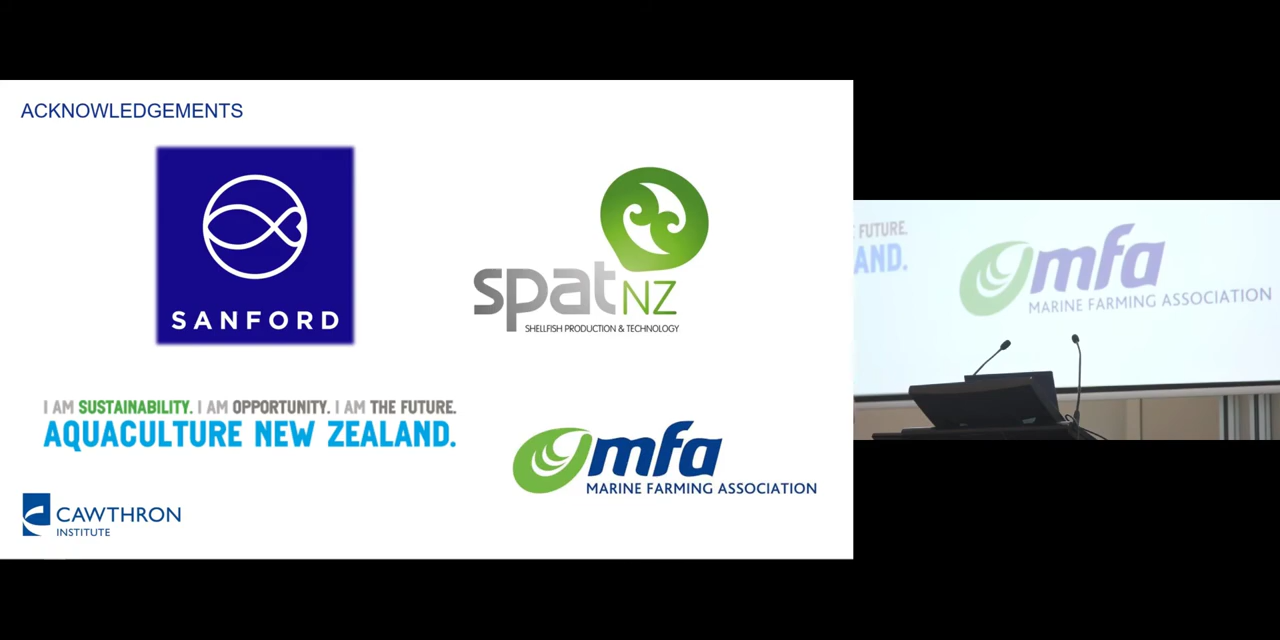 ACKNOWLEDGEMENTS
SANFORD
spatNZ
SHELLFISH PRODUCTION & TECHNOLOGY
I AM SUSTAINABILITY. I AM OPPORTUNITY. I AM THE FUTURE.
AQUACULTURE NEW ZEALAND.
mfa
MARINE FARMING ASSOCIATION
CAWTHRON
INSTITUTE
FUTURE.
AND.
mfa
MARINE FARMING ASSOCIATION